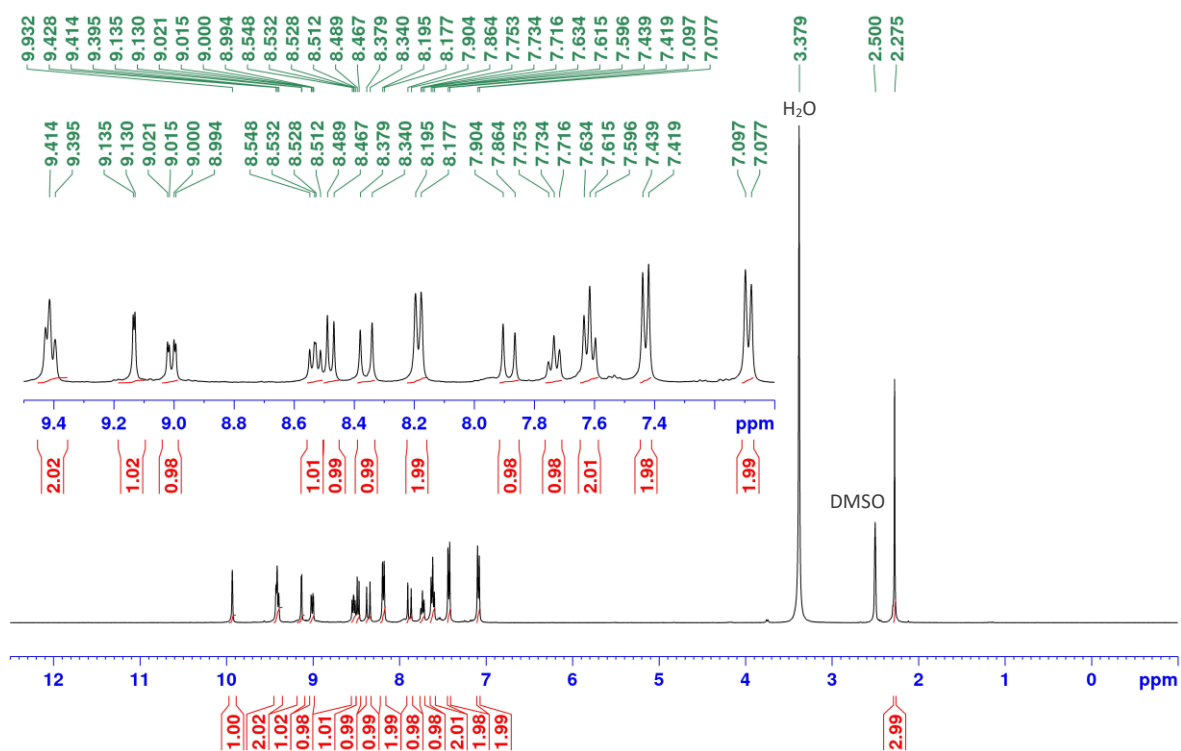 9.932 9.428 9.414 9.395 9.135 9.130 9.021 9.015 9.000 8.994 8.548 8.532 8.528 8.512 8.489 8.467 8.379 8.340 8.195 8.177 7.904 7.864 7.753 7.734 7.716 7.634 7.615 7.596 7.439 7.419 7.097 7.077 3.379 2.500 2.275
H₂O
9.414 9.395 9.135 9.130 9.021 9.015 9.000 8.994 8.548 8.532 8.528 8.512 8.489 8.467 8.379 8.340 8.195 8.177 7.904 7.864 7.753 7.734 7.716 7.634 7.615 7.596 7.439 7.419 7.097 7.077
9.4 9.2 9.0 8.8 8.6 8.4 8.2 8.0 7.8 7.6 7.4 ppm
2.02 1.02 0.98 1.01 0.99 0.99 1.99 0.98 0.98 2.01 1.98 1.99
DMSO
12 11 10 9 8 7 6 5 4 3 2 1 0 ppm
1.00 2.02 1.02 0.98 1.01 0.99 0.99 1.99 0.98 0.98 2.01 1.98 1.99 2.99